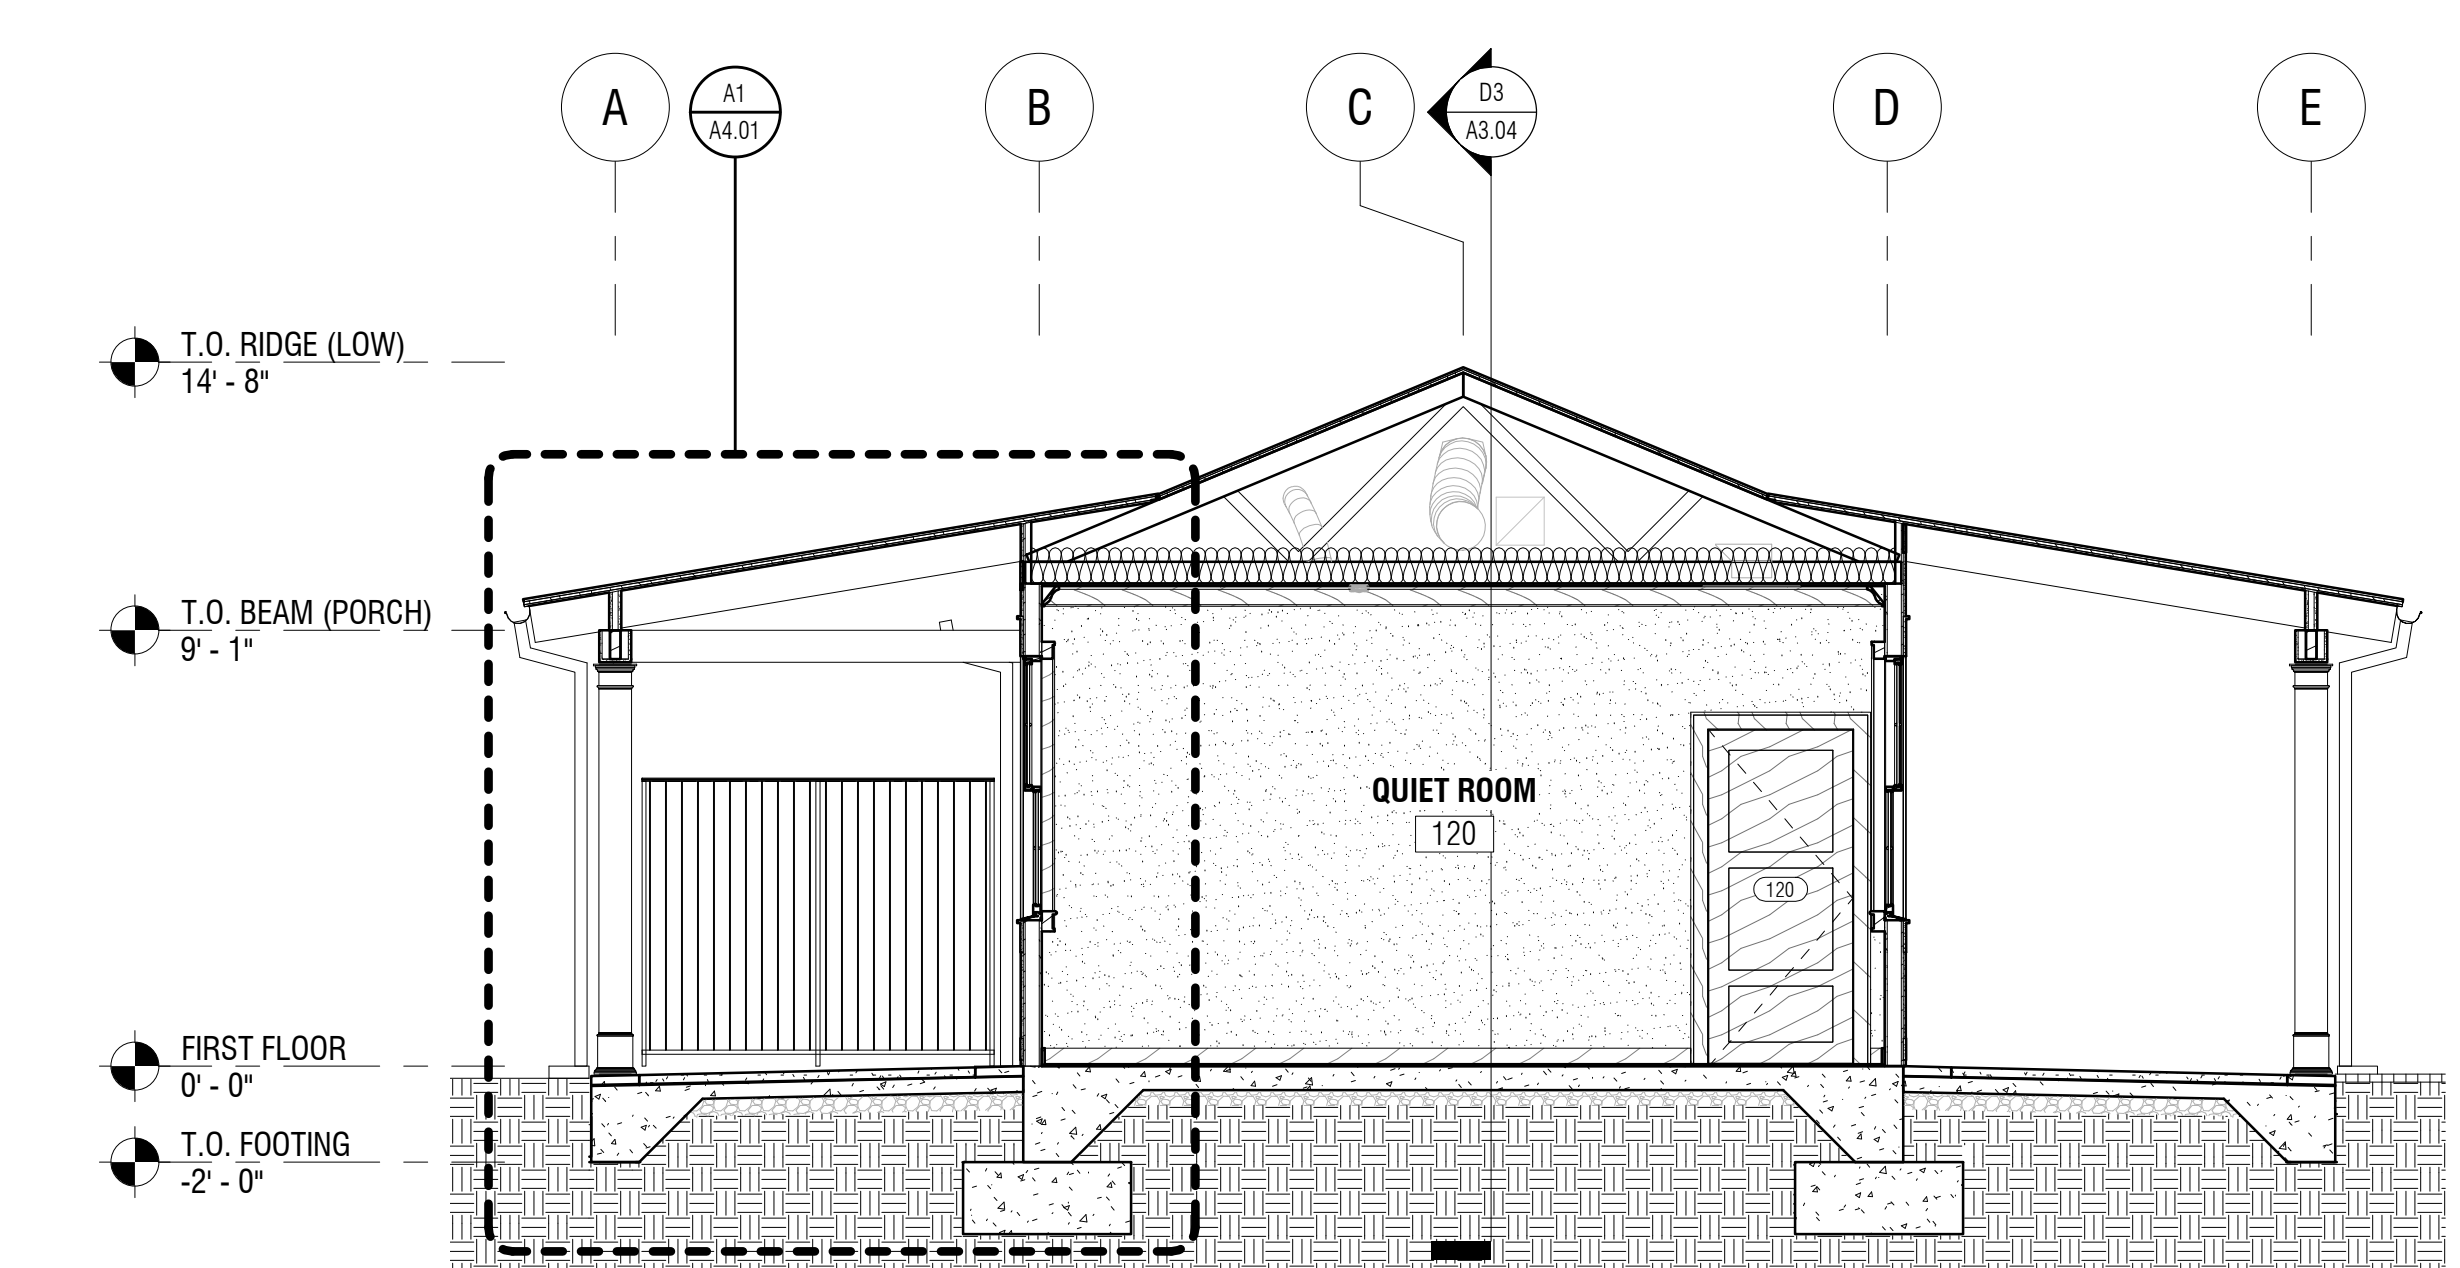 A
A1
A4.01
B
C
D3
A3.04
D
E
T.O. RIDGE (LOW)
14' - 8"
T.O. BEAM (PORCH)
9' - 1"
QUIET ROOM
120
120
FIRST FLOOR
0' - 0"
T.O. FOOTING
-2' - 0"